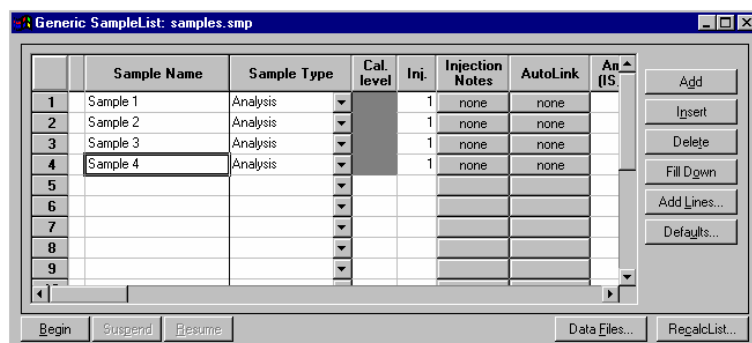 Generic SampleList: samples.smp
Sample Name Sample Type Cal. level Inj. Injection Notes AutoLink
1 Sample 1 Analysis 1 none none
2 Sample 2 Analysis 1 none none
3 Sample 3 Analysis 1 none none
4 Sample 4 Analysis 1 none none
5
6
7
8
9
Add
Insert
Delete
Fill Down
Add Lines...
Defaults...
Begin Suspend Resume Data Files... RecalcList...